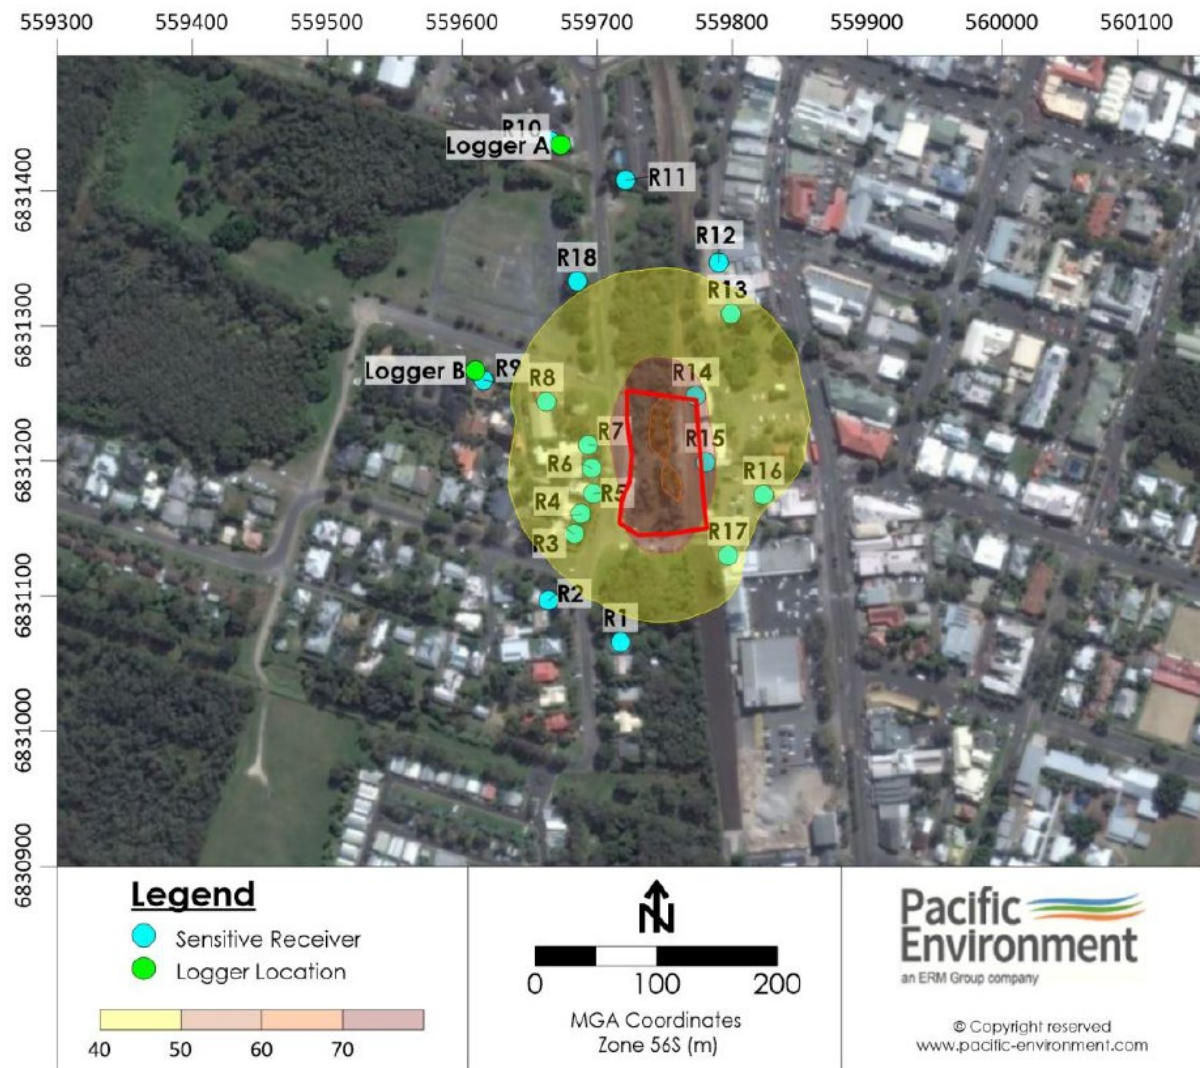 559300 559400 559500 559600 559700 559800 559900 560000 560100
6831400
6831300
6831200
6831100
6831000
6830900
R10
Logger A
R11
R12
R18
R13
Logger B
R9
R8
R14
R7
R15
R6
R5
R16
R4
R3
R17
R2
R1
Legend
Sensitive Receiver
Logger Location
40 50 60 70
N
0 100 200
MGA Coordinates
Zone 56S (m)
Pacific
Environment
an ERM Group company
© Copyright reserved
www.pacific-environment.com